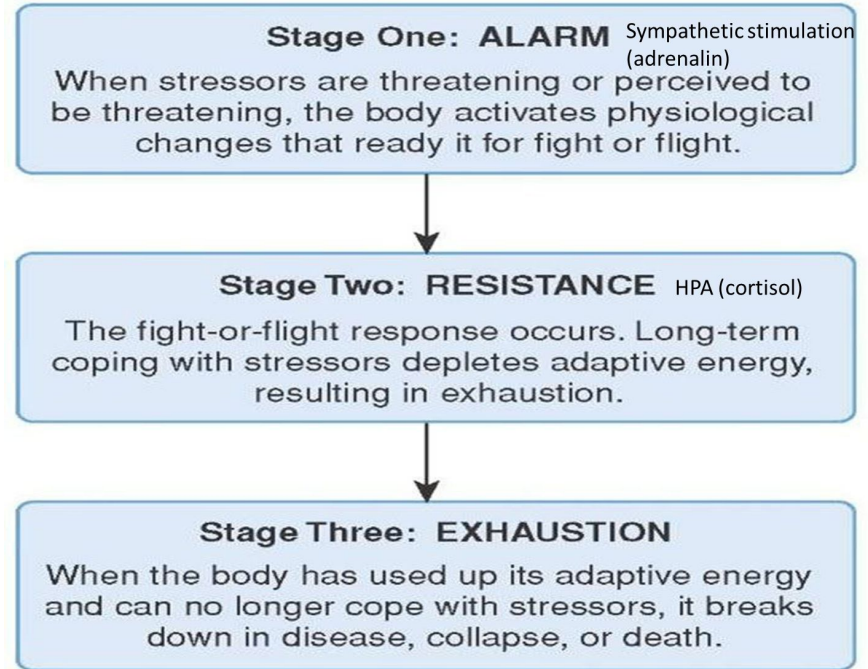 Stage One: ALARM Sympathetic stimulation
(adrenalin)
When stressors are threatening or perceived to
be threatening, the body activates physiological
changes that ready it for fight or flight.
Stage Two: RESISTANCE HPA (cortisol)
The fight-or-flight response occurs. Long-term
coping with stressors depletes adaptive energy,
resulting in exhaustion.
Stage Three: EXHAUSTION
When the body has used up its adaptive energy
and can no longer cope with stressors, it breaks
down in disease, collapse, or death.